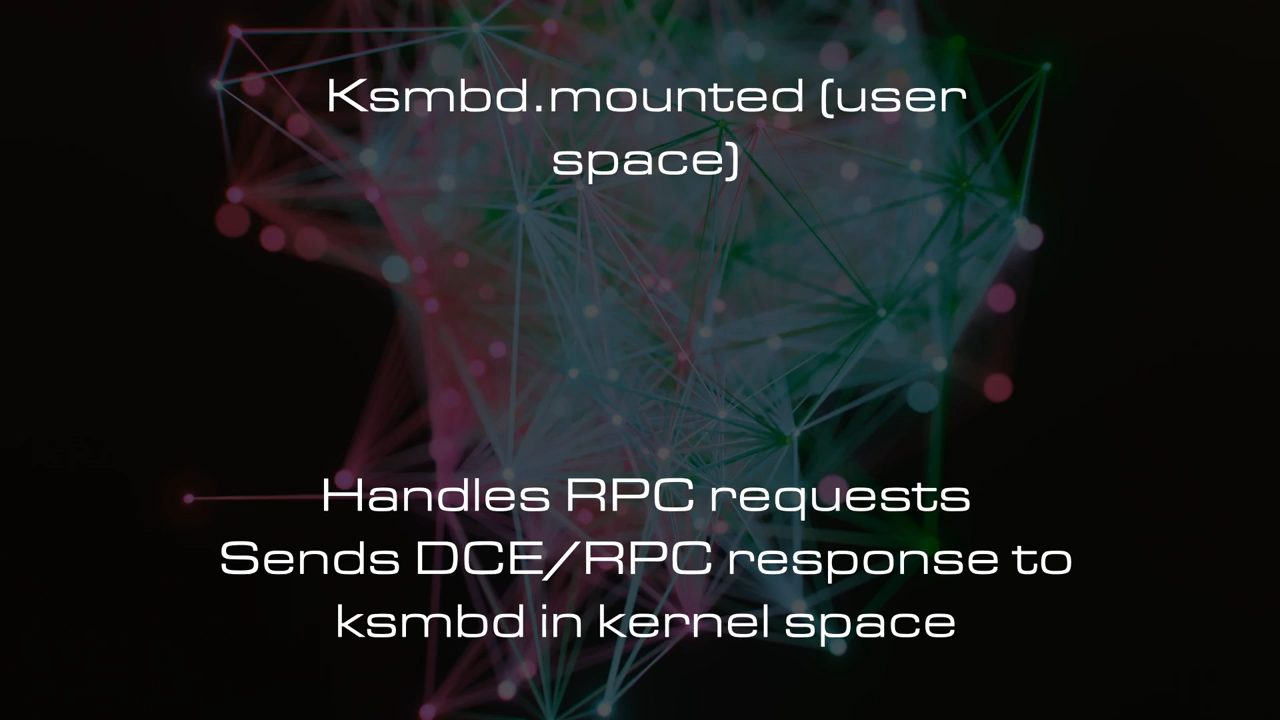 Ksmbd.mounted (user
space)
Handles RPC requests
Sends DCE/RPC response to
ksmbd in kernel space